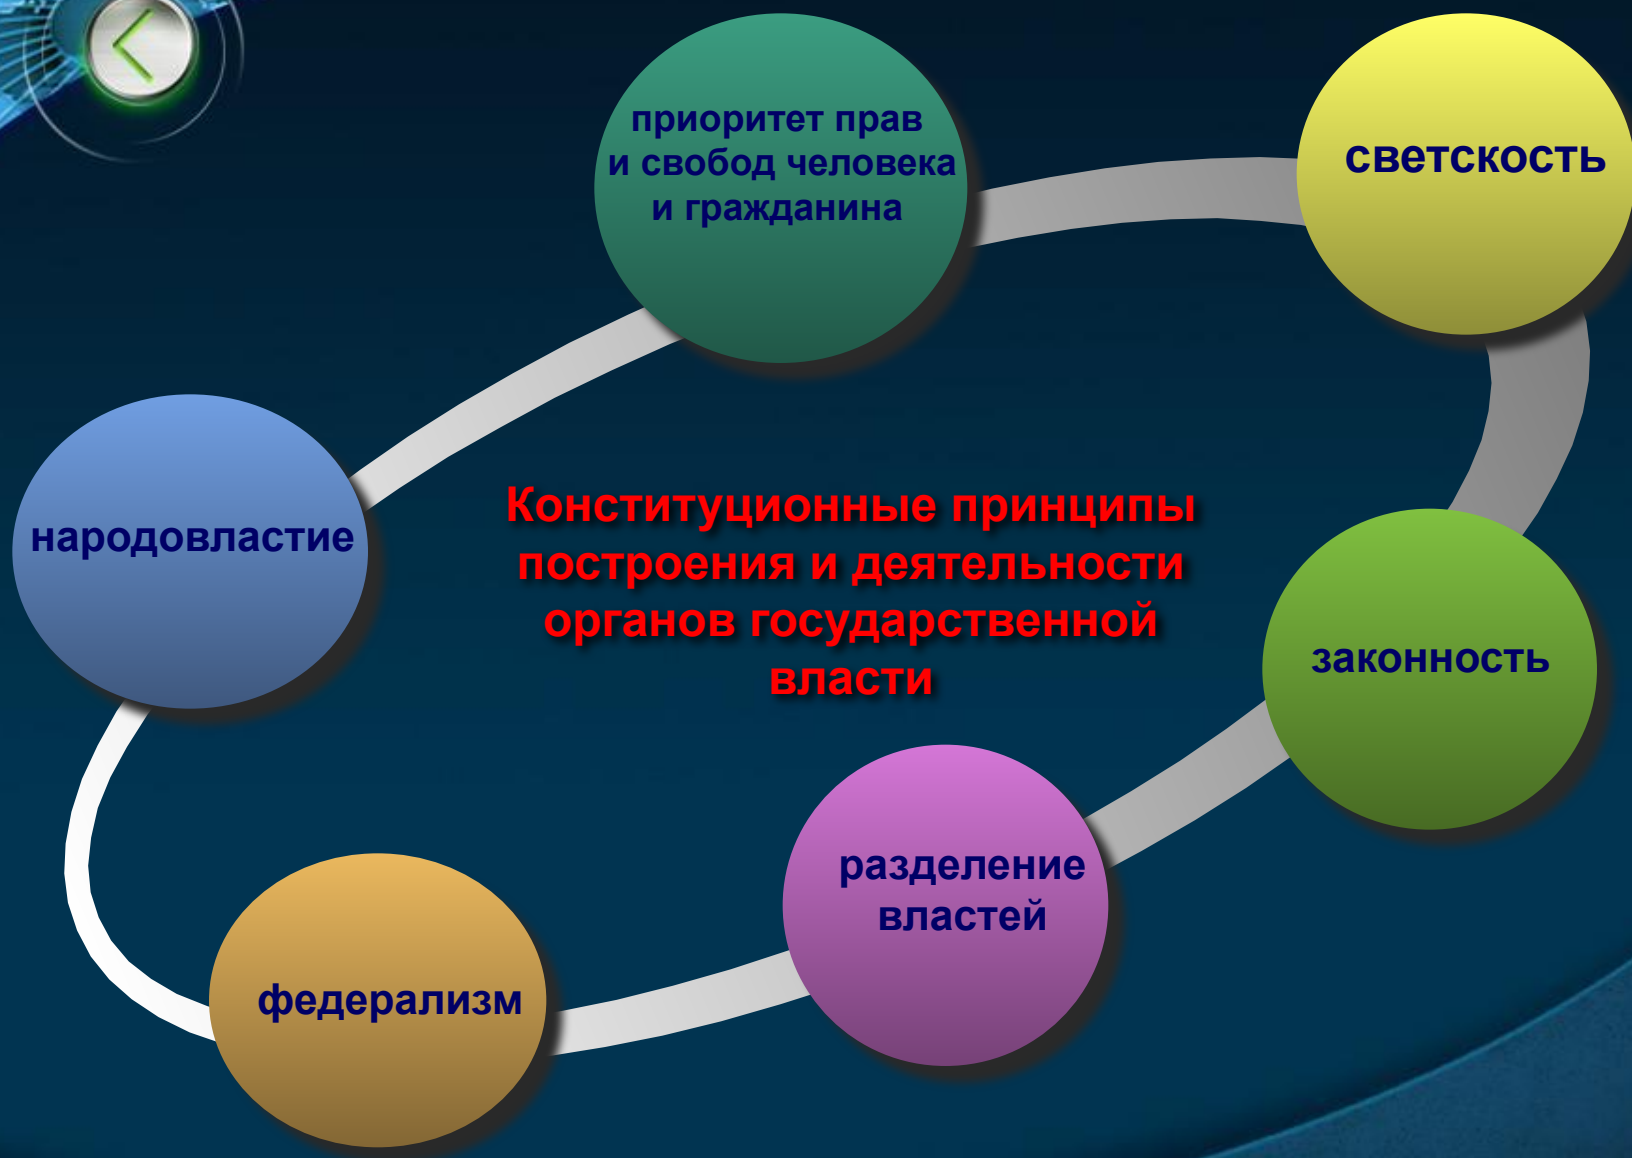 приоритет прав
и свобод человека
и гражданина
светскость
народовластие
Конституционные принципы
построения и деятельности
органов государственной
власти
законность
разделение
властей
федерализм